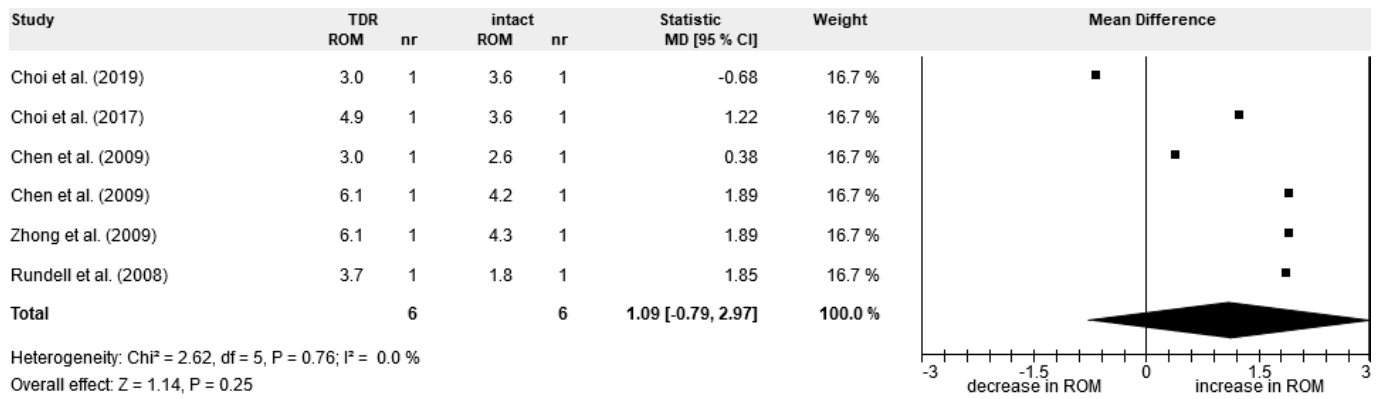 Study TDR intact Statistic Weight Mean Difference
ROM nr ROM nr MD [95 % CI]
Choi et al. (2019) 3.0 1 3.6 1 -0.68 16.7 %
Choi et al. (2017) 4.9 1 3.6 1 1.22 16.7 %
Chen et al. (2009) 3.0 1 2.6 1 0.38 16.7 %
Chen et al. (2009) 6.1 1 4.2 1 1.89 16.7 %
Zhong et al. (2009) 6.1 1 4.3 1 1.89 16.7 %
Rundell et al. (2008) 3.7 1 1.8 1 1.85 16.7 %
Total 6 6 1.09 [-0.79, 2.97] 100.0 %
Heterogeneity: Chi² = 2.62, df = 5, P = 0.76; I² = 0.0 %
Overall effect: Z = 1.14, P = 0.25
-3 -1.5 0 1.5 3
decrease in ROM increase in ROM